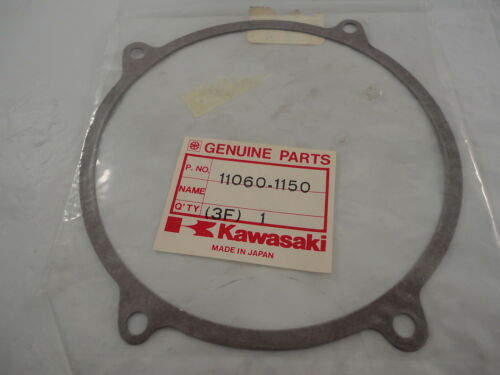 GENUINE PARTS
P. NO. 11060-1150
NAME
Q'TY (3F) 1
Kawasaki
MADE IN JAPAN